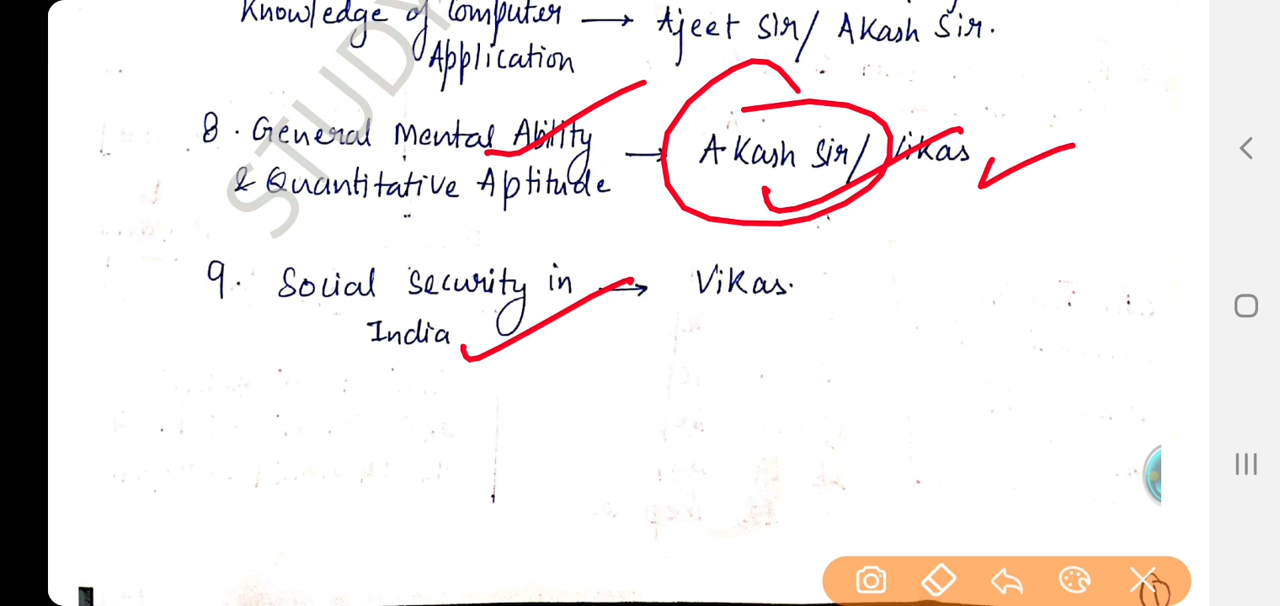 Knowledge of Computer → Ajeet Sir/ Akash Sir.
Application
8. General Mental Ability → Akash Sir/ Vikas
& Quantitative Aptitude
9. Social Security in → Vikas.
India
STUDY